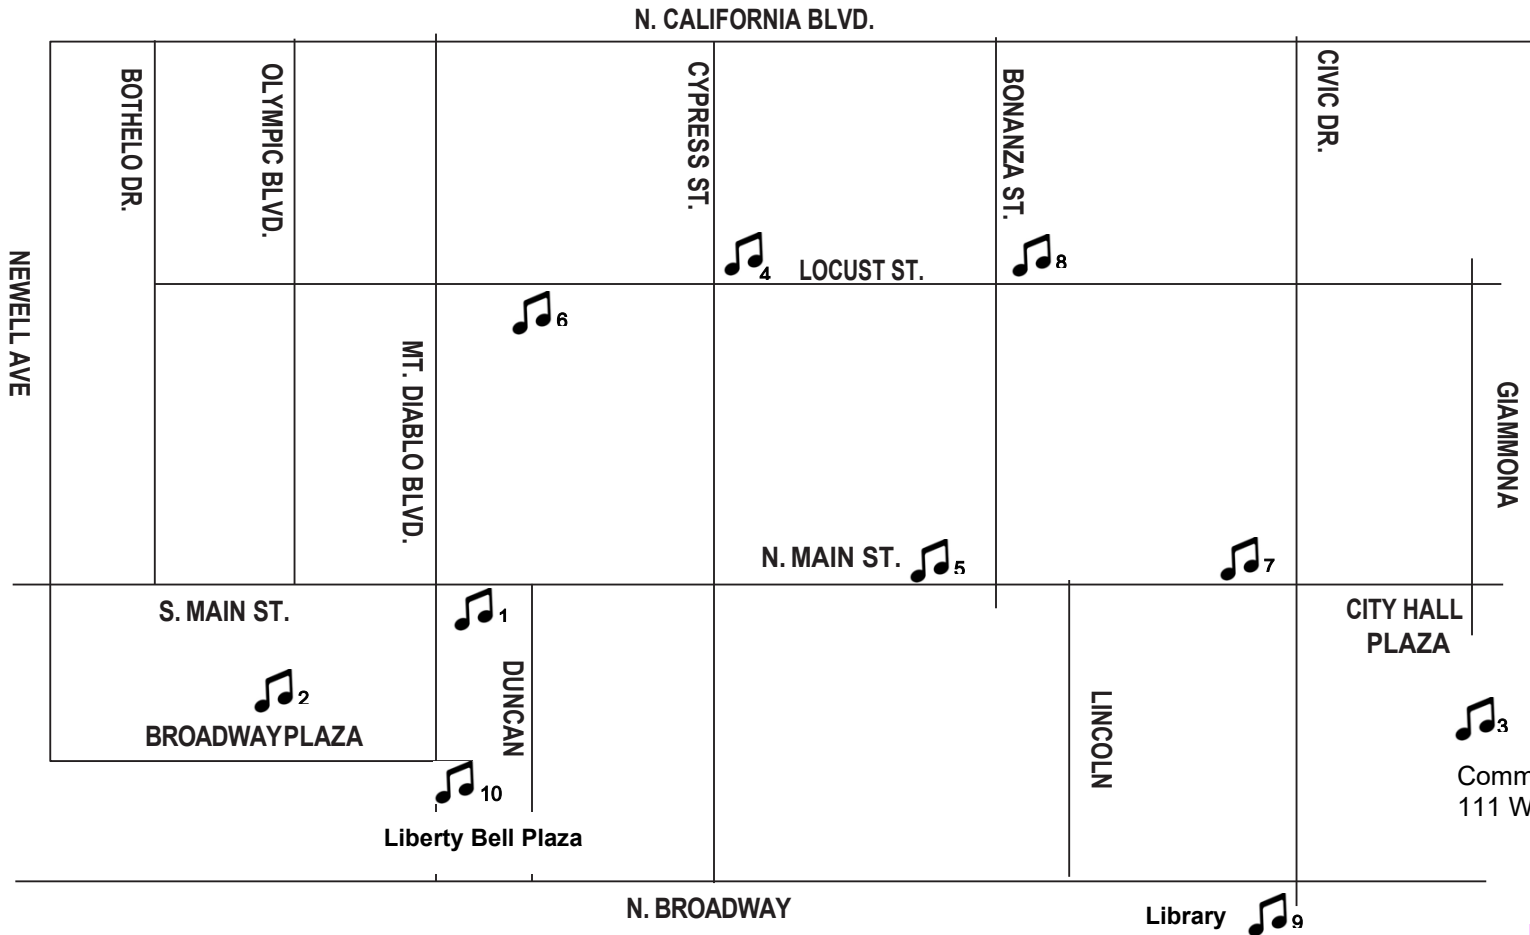 N. CALIFORNIA BLVD.
BOTHELO DR.
OLYMPIC BLVD.
CYPRESS ST.
BONANZA ST.
CIVIC DR.
NEWELL AVE
4
LOCUST ST.
8
6
MT. DIABLO BLVD.
GIAMMONA
N. MAIN ST.
5
7
S. MAIN ST.
1
CITY HALL
PLAZA
DUNCAN
2
LINCOLN
3
BROADWAYPLAZA
10
Comm
111 W
Liberty Bell Plaza
N. BROADWAY
Library
9